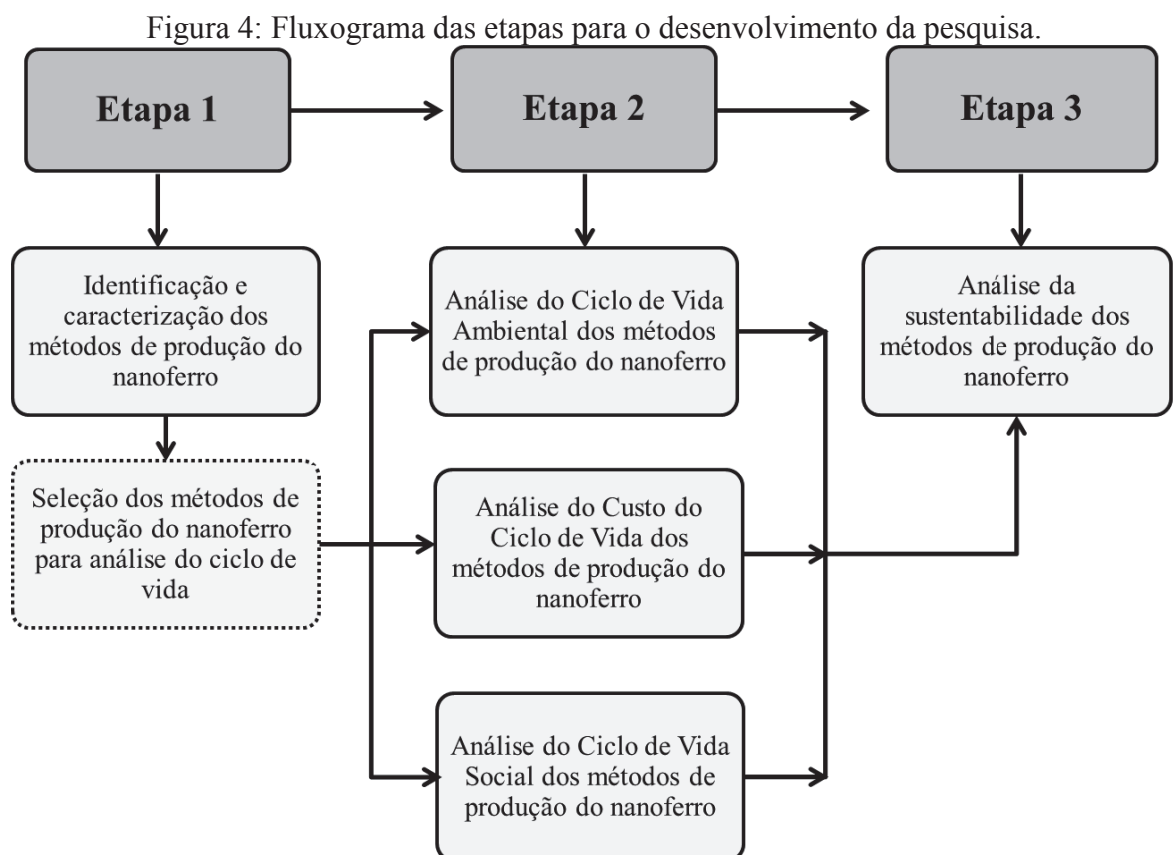 Figura 4: Fluxograma das etapas para o desenvolvimento da pesquisa.
Etapa 1
Etapa 2
Etapa 3
Identificação e
caracterização dos
métodos de produção do
nanoferro
Análise do Ciclo de Vida
Ambiental dos métodos
de produção do nanoferro
Análise da
sustentabilidade dos
métodos de produção do
nanoferro
Seleção dos métodos de
produção do nanoferro
para análise do ciclo de
vida
Análise do Custo do
Ciclo de Vida dos
métodos de produção do
nanoferro
Análise do Ciclo de Vida
Social dos métodos de
produção do nanoferro